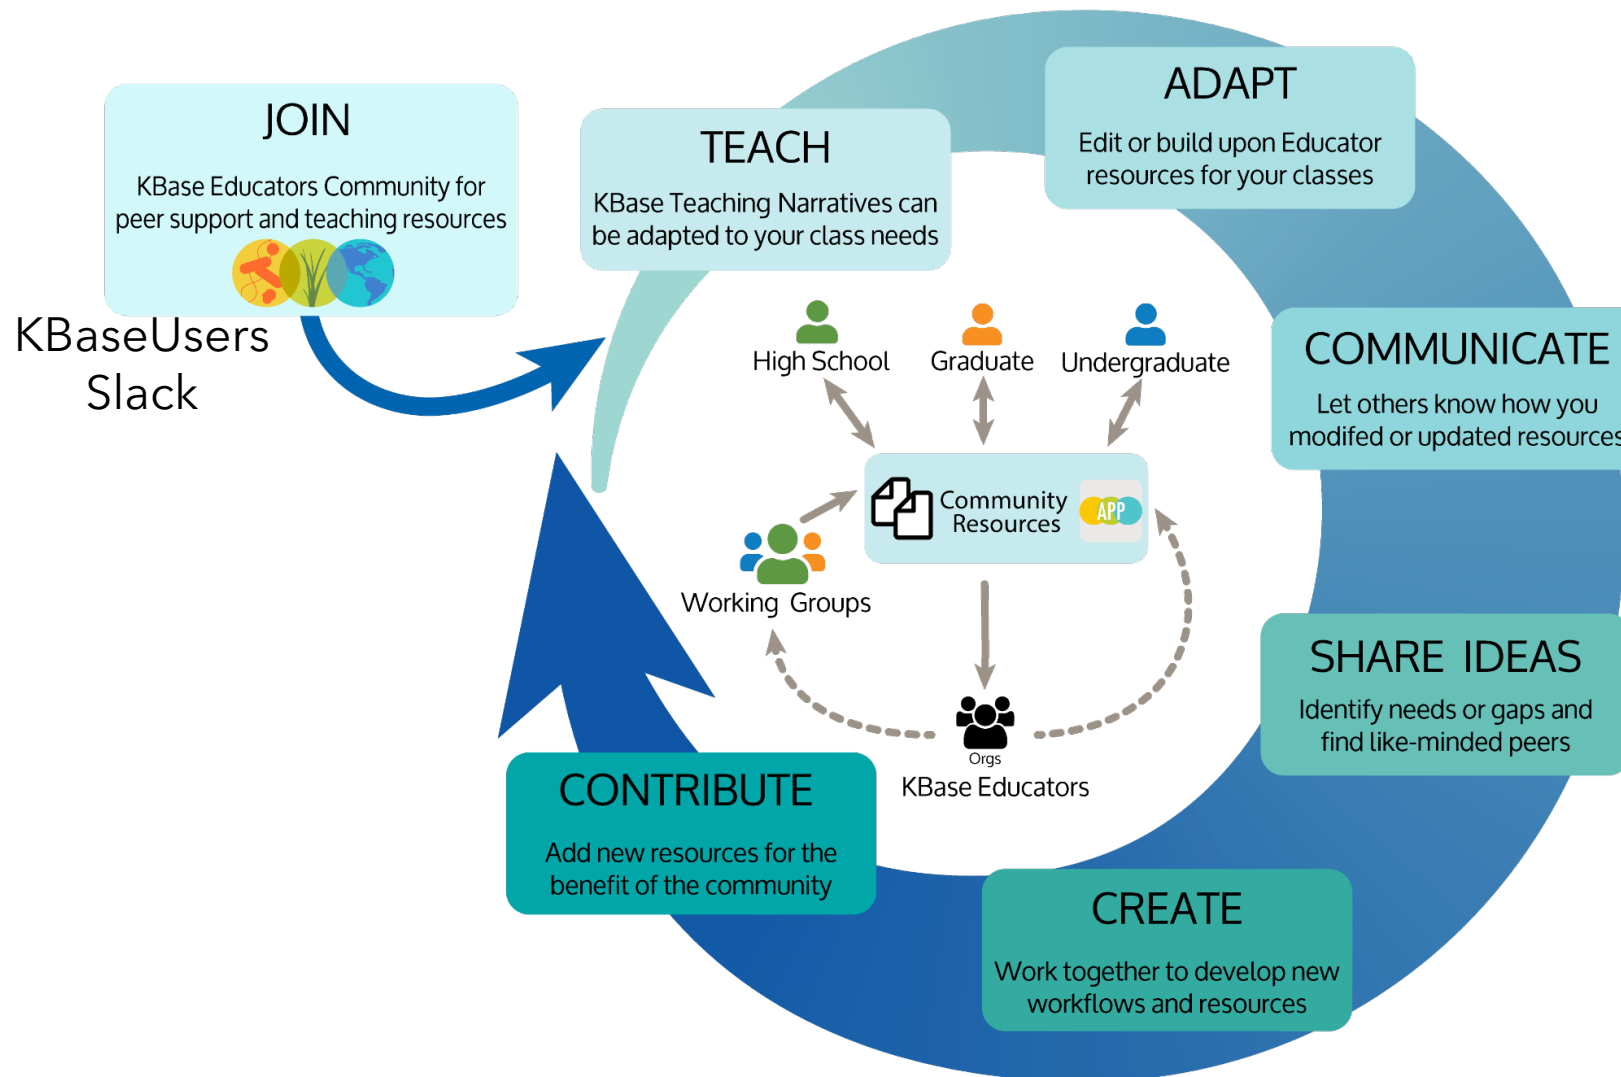 JOIN
KBase Educators Community for
peer support and teaching resources
KBaseUsers
Slack
TEACH
KBase Teaching Narratives can
be adapted to your class needs
ADAPT
Edit or build upon Educator
resources for your classes
COMMUNICATE
Let others know how you
modifed or updated resources
SHARE IDEAS
Identify needs or gaps and
find like-minded peers
CREATE
Work together to develop new
workflows and resources
CONTRIBUTE
Add new resources for the
benefit of the community
High School
Graduate
Undergraduate
Community
Resources
APP
Working Groups
Orgs
KBase Educators